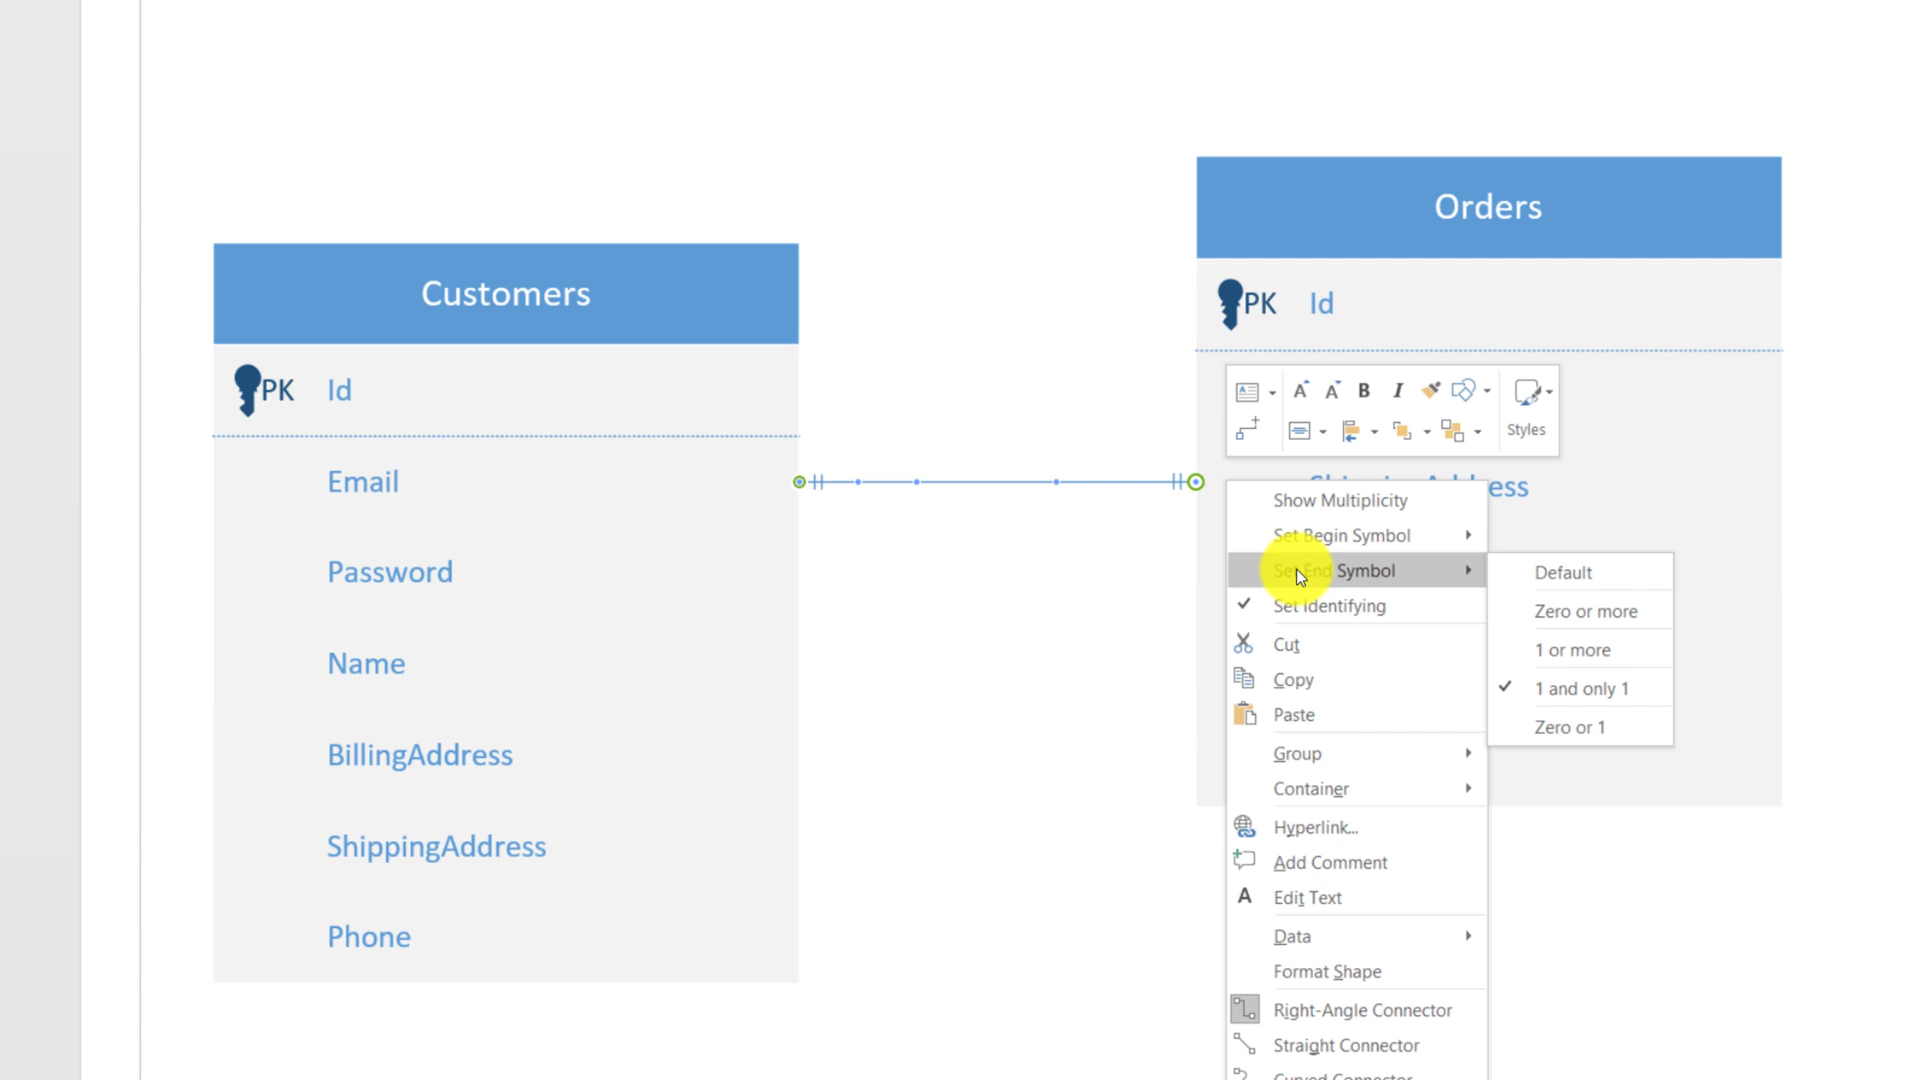 Orders
Customers
PK Id
PK Id
A A B I
Styles
Email
ess
Show Multiplicity
Set Begin Symbol
Set End Symbol
Default
Set Identifying
Zero or more
Password
Cut
1 or more
Name
Copy
1 and only 1
Paste
Zero or 1
BillingAddress
Group
Container
Hyperlink...
ShippingAddress
Add Comment
A Edit Text
Phone
Data
Format Shape
Right-Angle Connector
Straight Connector